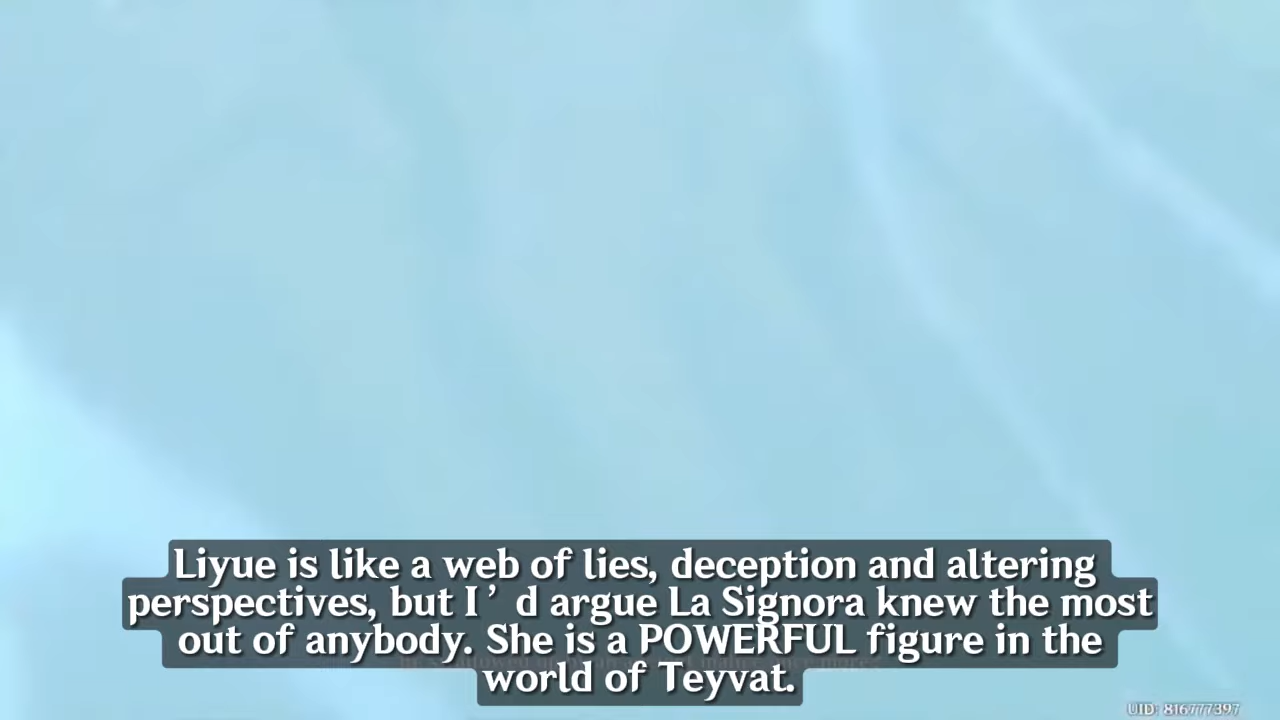 Liyue is like a web of lies, deception and altering
perspectives, but I’d argue La Signora knew the most
out of anybody. She is a POWERFUL figure in the
world of Teyvat.
UID: 816777397